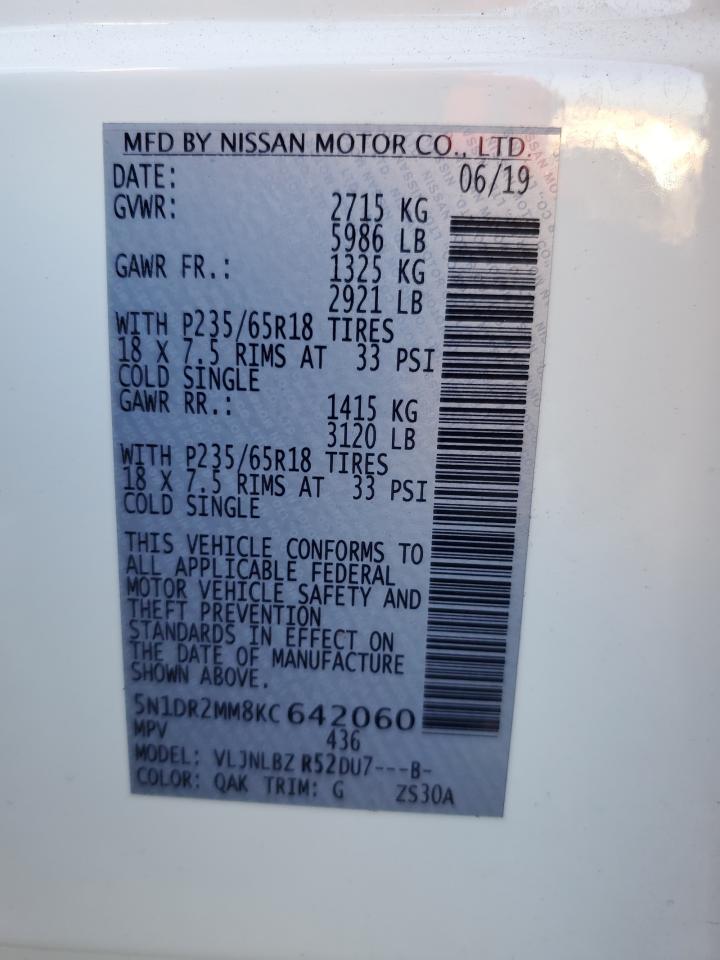 MFD BY NISSAN MOTOR CO., LTD.
DATE: 06/19
GVWR: 2715 KG
5986 LB
GAWR FR.: 1325 KG
2921 LB
WITH P235/65R18 TIRES
18 X 7.5 RIMS AT 33 PSI
COLD SINGLE
GAWR RR.: 1415 KG
3120 LB
WITH P235/65R18 TIRES
18 X 7.5 RIMS AT 33 PSI
COLD SINGLE
THIS VEHICLE CONFORMS TO
ALL APPLICABLE FEDERAL
MOTOR VEHICLE SAFETY AND
THEFT PREVENTION
STANDARDS IN EFFECT ON
THE DATE OF MANUFACTURE
SHOWN ABOVE.
5N1DR2MM8KC642060
MPV 436
MODEL: VLJNLBZ R52DU7---B-
COLOR: QAK TRIM: G ZS30A